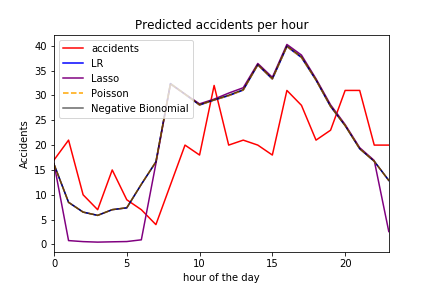 Predicted accidents per hour
accidents
LR
Lasso
Poisson
Negative Bionomial
Accidents
40
35
30
25
20
15
10
5
0
0
5
10
15
20
hour of the day